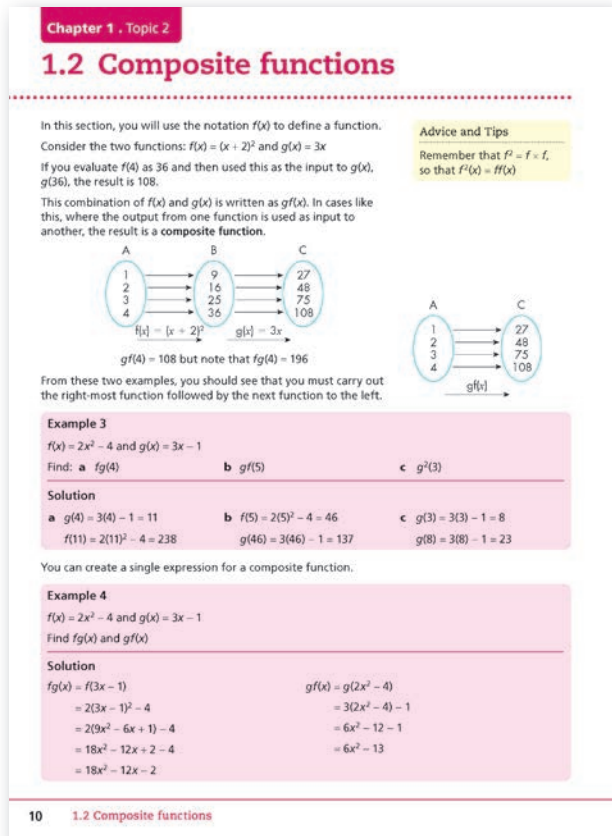 Chapter 1 . Topic 2
1.2 Composite functions
In this section, you will use the notation f(x) to define a function.
Consider the two functions: f(x) = (x + 2)² and g(x) = 3x
If you evaluate f(4) as 36 and then used this as the input to g(x),
g(36), the result is 108.
This combination of f(x) and g(x) is written as gf(x). In cases like
this, where the output from one function is used as input to
another, the result is a composite function.
Advice and Tips
Remember that f² = f × f,
so that f²(x) = ff(x)
A B C
1 9 27
2 16 48
3 25 75
4 36 108
f(x) = (x + 2)² g(x) = 3x
gf(4) = 108 but note that fg(4) = 196
A C
1 27
2 48
3 75
4 108
gf(x)
From these two examples, you should see that you must carry out
the right-most function followed by the next function to the left.
Example 3
f(x) = 2x² – 4 and g(x) = 3x – 1
Find: a fg(4) b gf(5) c g²(3)
Solution
a g(4) = 3(4) – 1 = 11 b f(5) = 2(5)² – 4 = 46 c g(3) = 3(3) – 1 = 8
f(11) = 2(11)² – 4 = 238 g(46) = 3(46) – 1 = 137 g(8) = 3(8) – 1 = 23
You can create a single expression for a composite function.
Example 4
f(x) = 2x² – 4 and g(x) = 3x – 1
Find fg(x) and gf(x)
Solution
fg(x) = f(3x – 1) gf(x) = g(2x² – 4)
= 2(3x – 1)² – 4 = 3(2x² – 4) – 1
= 2(9x² – 6x + 1) – 4 = 6x² – 12 – 1
= 18x² – 12x + 2 – 4 = 6x² – 13
= 18x² – 12x – 2
10 1.2 Composite functions